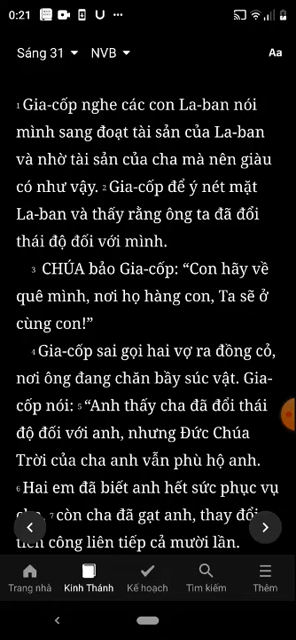 0:21
Sáng 31 NVB Aa
1 Gia-cốp nghe các con La-ban nói
mình sang đoạt tài sản của La-ban
và nhờ tài sản của cha mà nên giàu
có như vậy. 2 Gia-cốp để ý nét mặt
La-ban và thấy rằng ông ta đã đổi
thái độ đối với mình.
3 CHÚA bảo Gia-cốp: “Con hãy về
quê mình, nơi họ hàng con, Ta sẽ ở
cùng con!”
4 Gia-cốp sai gọi hai vợ ra đồng cỏ,
nơi ông đang chăn bầy súc vật. Gia-
cốp nói: 5 “Anh thấy cha đã đổi thái
độ đối với anh, nhưng Đức Chúa
Trời của cha anh vẫn phù hộ anh.
6 Hai em đã biết anh hết sức phục vụ
7 còn cha đã gạt anh, thay đổi
công liên tiếp cả mười lần.
Trang nhà Kinh Thánh Kế hoạch Tìm kiếm Thêm